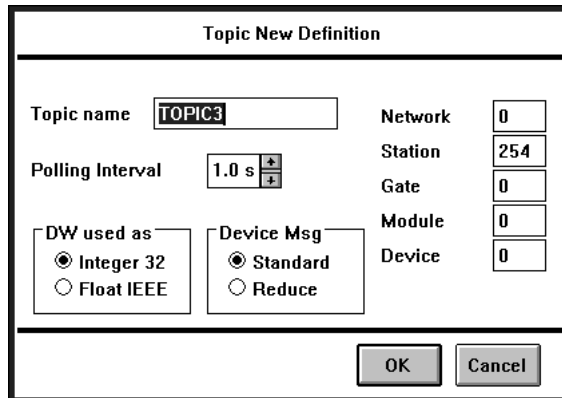 Topic New Definition
Topic name TOPIC3
Polling Interval 1.0 s
DW used as
Integer 32
Float IEEE
Device Msg
Standard
Reduce
Network 0
Station 254
Gate 0
Module 0
Device 0
OK Cancel